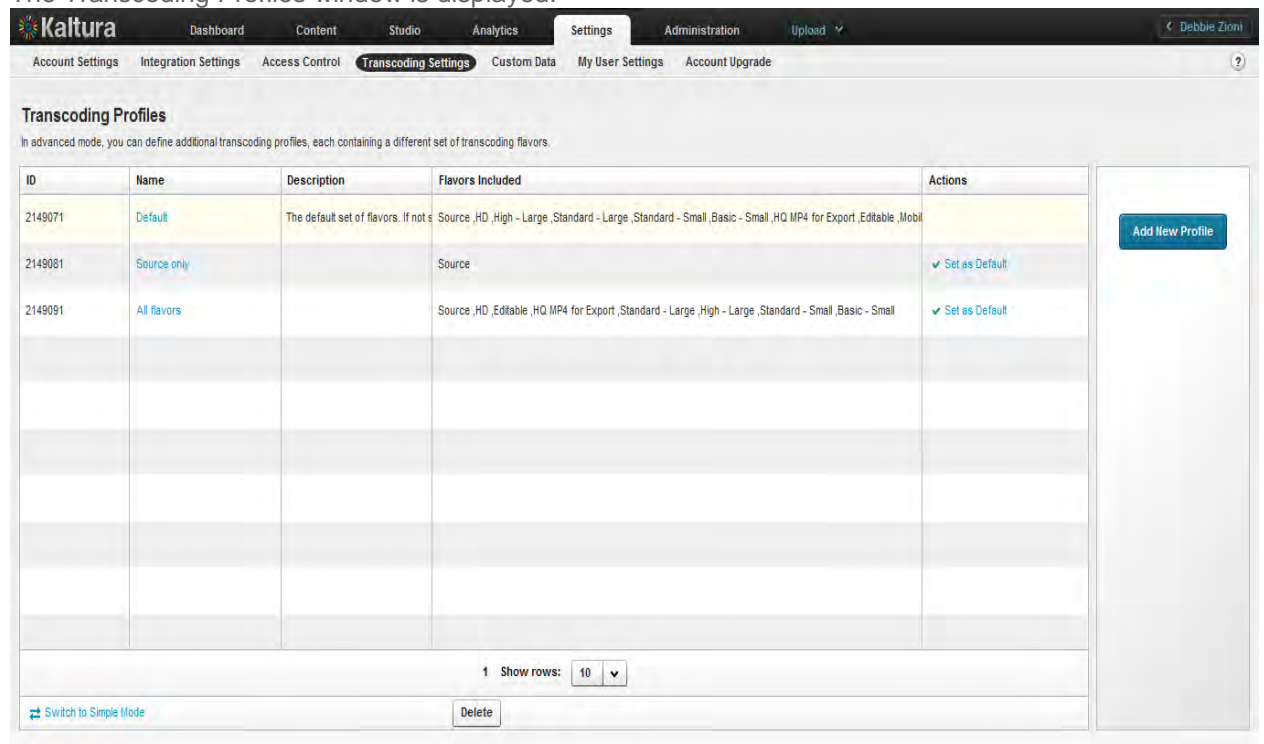 The Transcoding Profiles window is displayed.
Kaltura Dashboard Content Studio Analytics Settings Administration Upload Debbie Zioni
Account Settings Integration Settings Access Control Transcoding Settings Custom Data My User Settings Account Upgrade ?
Transcoding Profiles
In advanced mode, you can define additional transcoding profiles, each containing a different set of transcoding flavors.
ID Name Description Flavors Included Actions
2149071 Default The default set of flavors. If not s Source ,HD ,High - Large ,Standard - Large ,Standard - Small ,Basic - Small ,HQ MP4 for Export ,Editable ,Mobil
Add New Profile
2149081 Source only Source Set as Default
2149091 All flavors Source ,HD ,Editable ,HQ MP4 for Export ,Standard - Large ,High - Large ,Standard - Small ,Basic - Small Set as Default
1 Show rows: 10
Switch to Simple Mode Delete